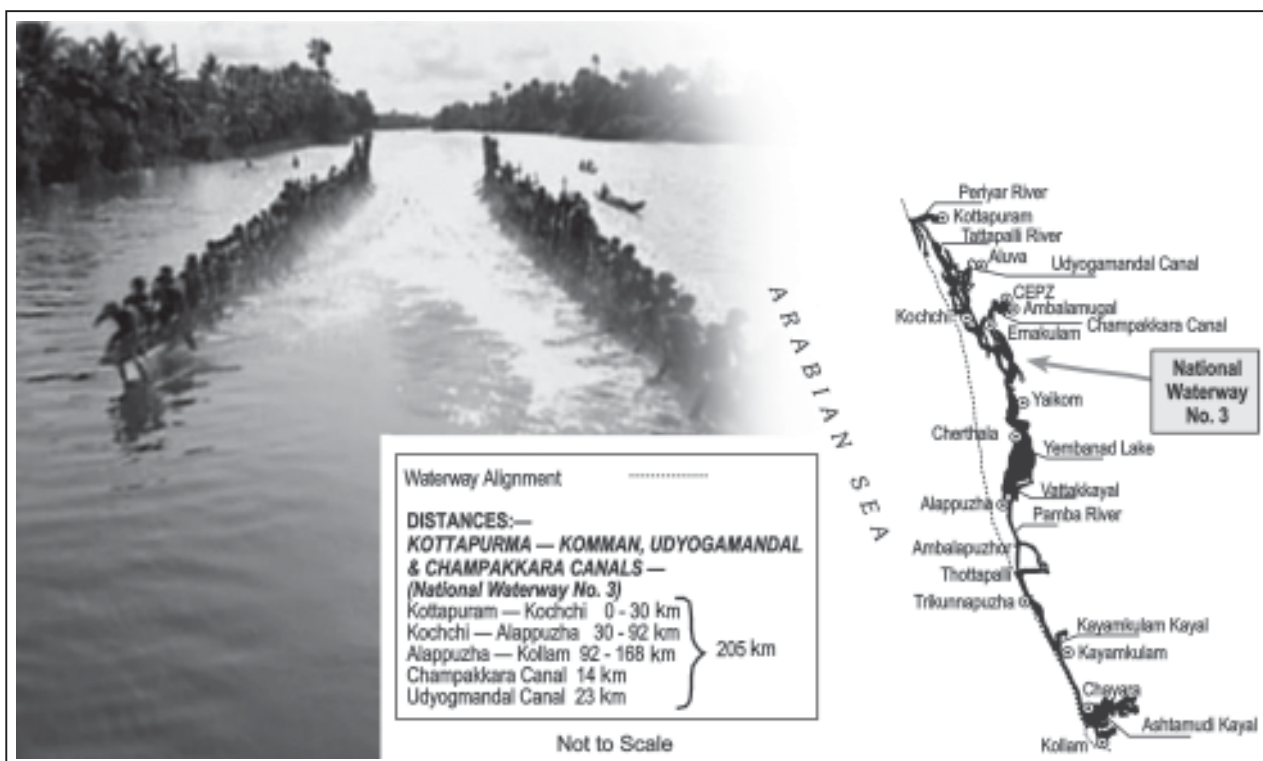 Periyar River
Kottapuram
Tattapalli River
Aluva
Udyogamandal Canal
CEPZ
Ambalamugal
Kochchi
Champakkara Canal
Ernakulam
National
Waterway
No. 3
ARABIAN SEA
Yaikom
Cherthala
Yembanad Lake
Vattakkayal
Alappuzha
Pamba River
Ambalapuzhor
Thottapalli
Trikunnapuzha
Kayamkulam Kayal
Kayamkulam
Chavara
Ashtamudi Kayal
Kollam
Waterway Alignment
DISTANCES:—
KOTTAPURMA — KOMMAN, UDYOGAMANDAL
& CHAMPAKKARA CANALS —
(National Waterway No. 3)
Kottapuram — Kochchi 0 - 30 km
Kochchi — Alappuzha 30 - 92 km
Alappuzha — Kollam 92 - 168 km
Champakkara Canal 14 km
Udyogmandal Canal 23 km
205 km
Not to Scale